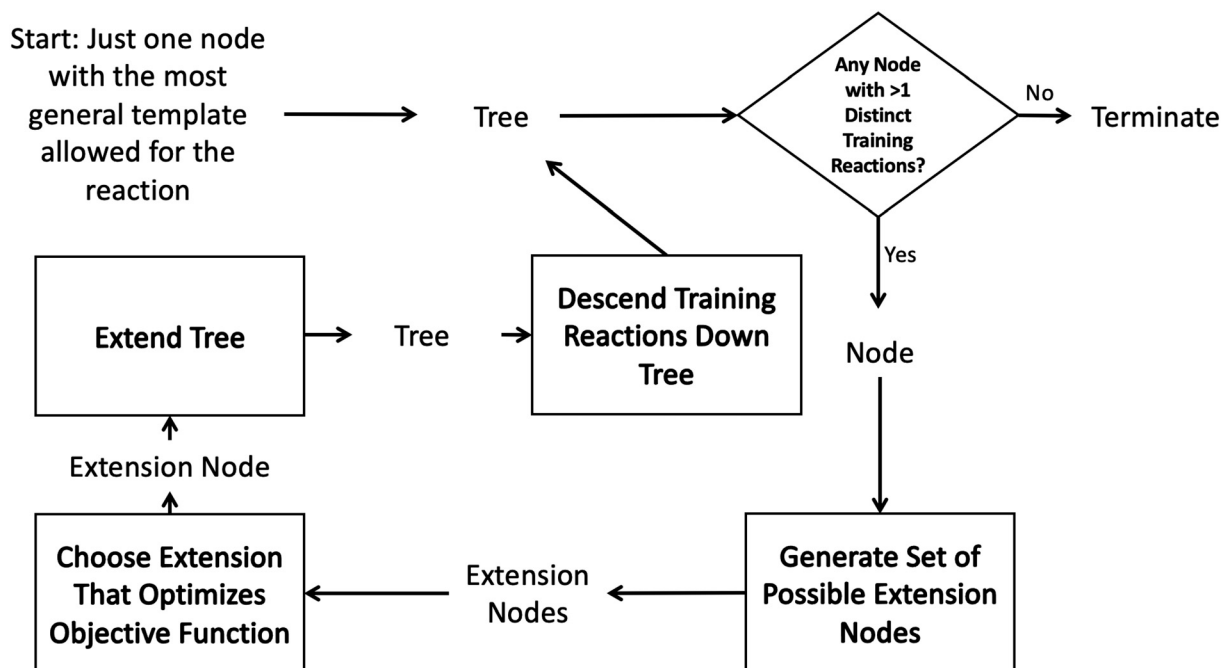 Start: Just one node
with the most
general template
allowed for the
reaction
Tree
Any Node
with >1
Distinct
Training
Reactions?
No
Terminate
Yes
Node
Generate Set of
Possible Extension
Nodes
Extension
Nodes
Choose Extension
That Optimizes
Objective Function
Extension Node
Extend Tree
Tree
Descend Training
Reactions Down
Tree